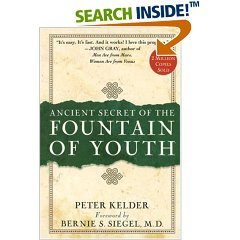 SEARCH INSIDE!™
"It's easy. It's fast. And it works! I love this program."
—JOHN GRAY, author of
Men Are from Mars,
Women Are from Venus
2 MILLION
COPIES
SOLD
ANCIENT SECRET OF THE
FOUNTAIN
OF YOUTH
PETER KELDER
Foreword by
BERNIE S. SIEGEL, M.D.